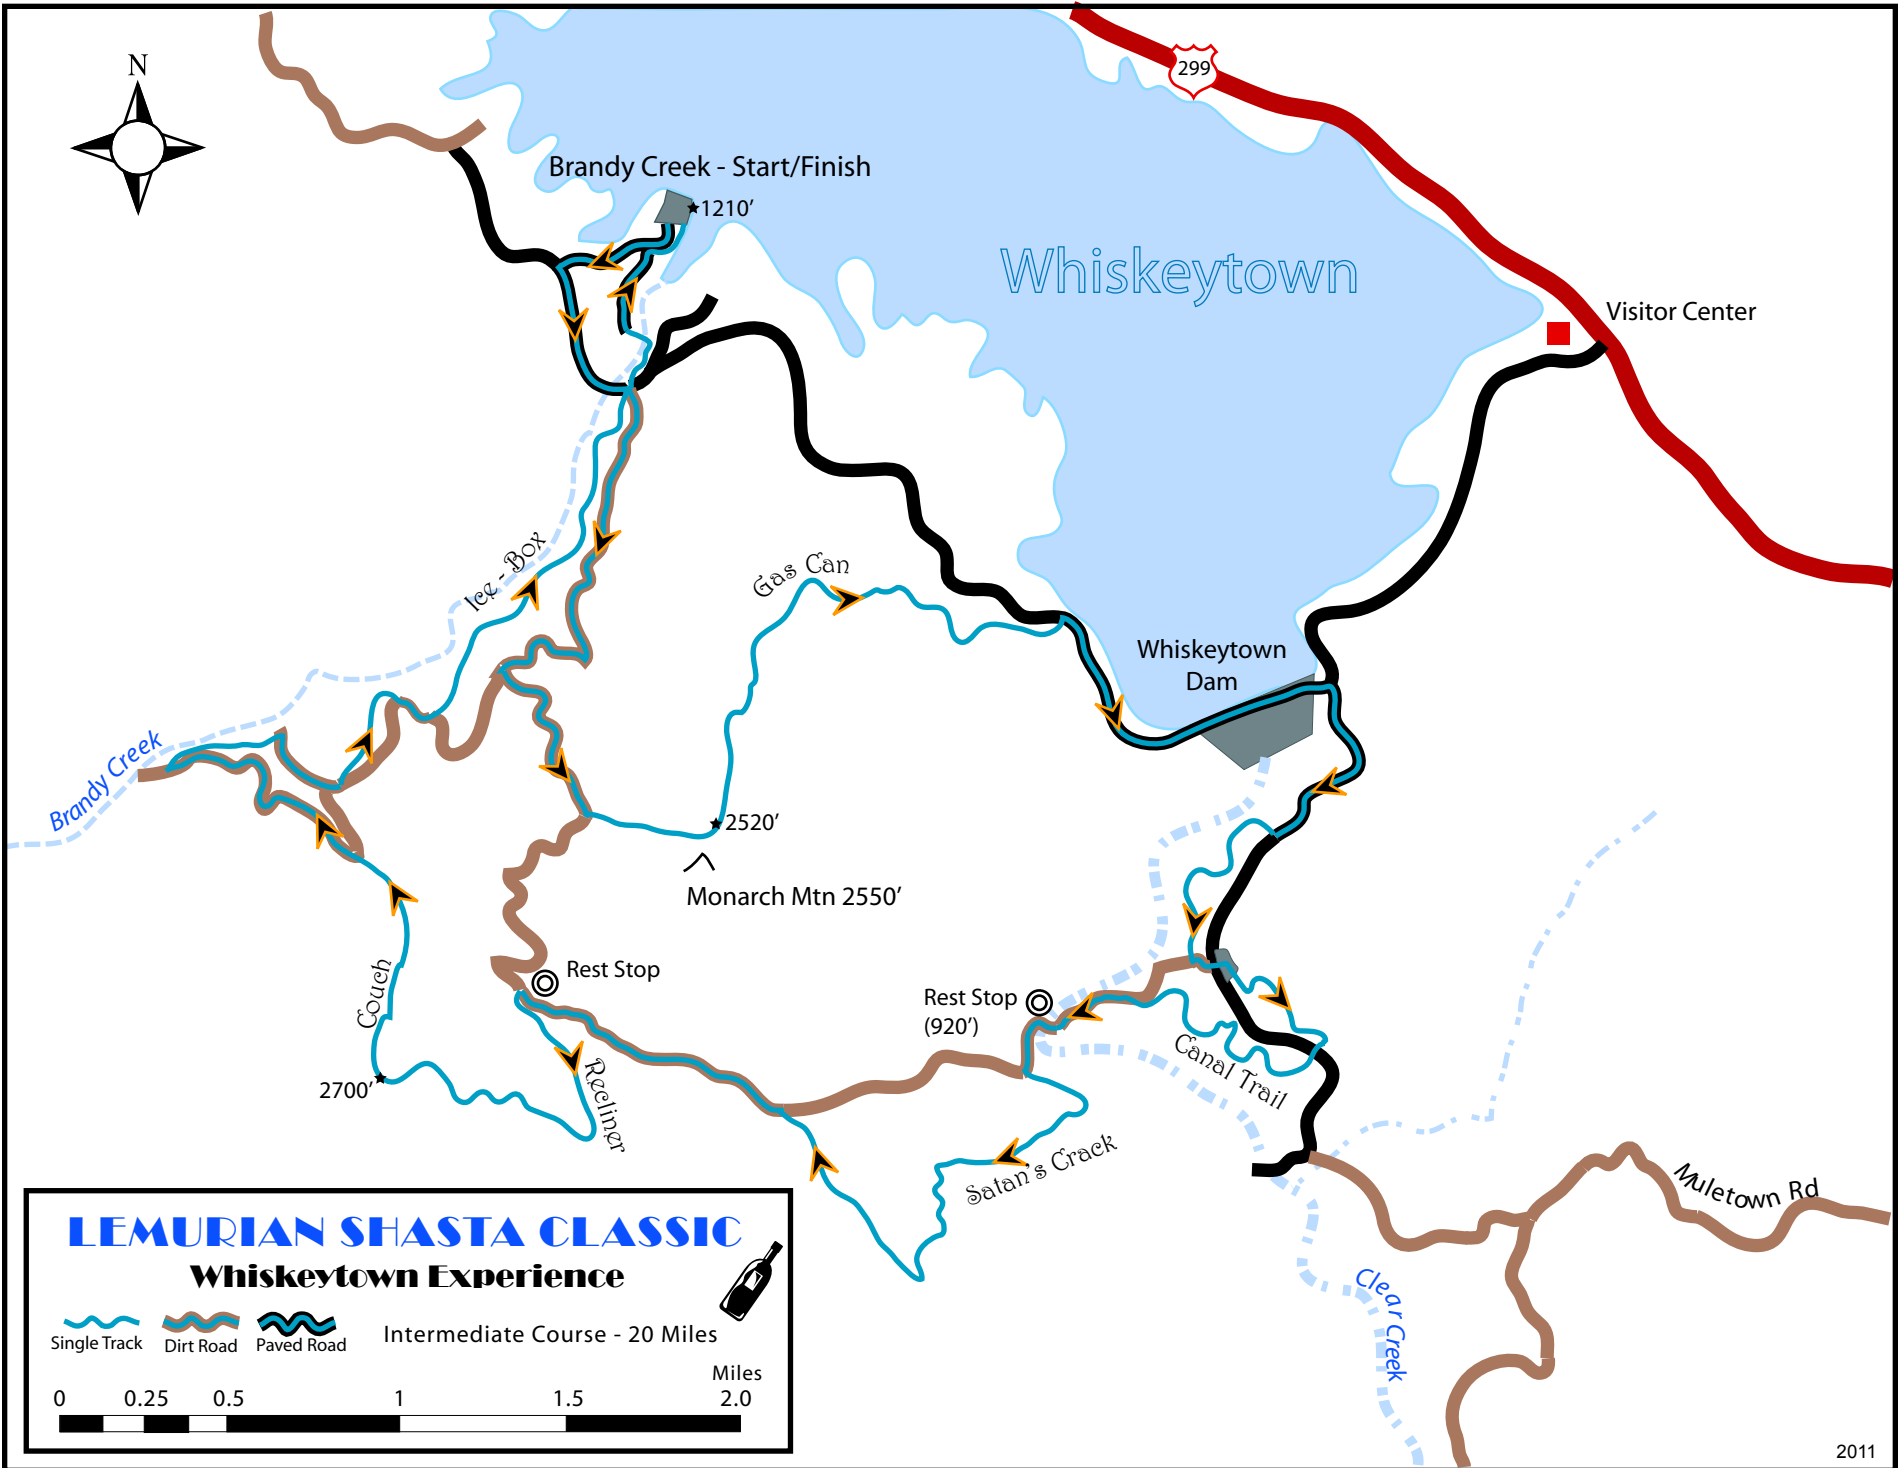 N
299
Brandy Creek - Start/Finish
1210’
Whiskeytown
Visitor Center
Ice - Box
Gas Can
Whiskeytown
Dam
Brandy Creek
2520’
Monarch Mtn 2550’
Couch
Rest Stop
Rest Stop
(920’)
Canal Trail
2700’
Recliner
Satan's Crack
Muletown Rd
Clear Creek
LEMURIAN SHASTA CLASSIC
Whiskeytown Experience
Single Track
Dirt Road
Paved Road
Intermediate Course - 20 Miles
Miles
0 0.25 0.5 1 1.5 2.0
2011